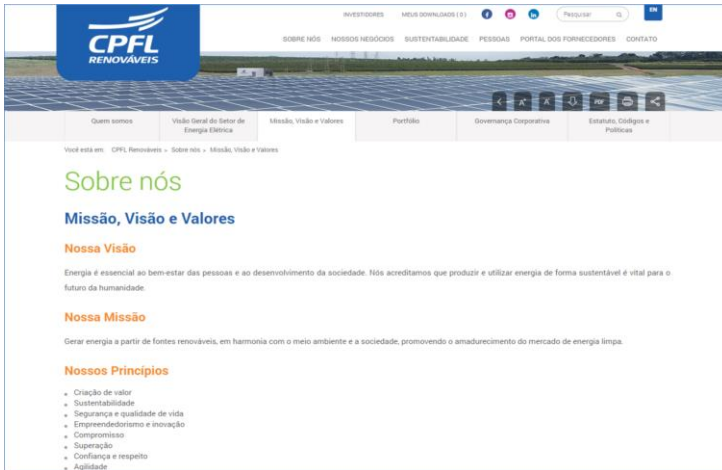 INVESTIDORES MEUS DOWNLOADS ( 0 ) Pesquisar EN
CPFL
RENOVÁVEIS
SOBRE NÓS NOSSOS NEGÓCIOS SUSTENTABILIDADE PESSOAS PORTAL DOS FORNECEDORES CONTATO
A+ A- PDF
Quem somos Visão Geral do Setor de Missão, Visão e Valores Portfólio Governança Corporativa Estatuto, Códigos e
Energia Elétrica Políticas
Você está em: CPFL Renováveis » Sobre nós » Missão, Visão e Valores
Sobre nós
Missão, Visão e Valores
Nossa Visão
Energia é essencial ao bem-estar das pessoas e ao desenvolvimento da sociedade. Nós acreditamos que produzir e utilizar energia de forma sustentável é vital para o
futuro da humanidade.
Nossa Missão
Gerar energia a partir de fontes renováveis, em harmonia com o meio ambiente e a sociedade, promovendo o amadurecimento do mercado de energia limpa.
Nossos Princípios
Criação de valor
Sustentabilidade
Segurança e qualidade de vida
Empreendedorismo e inovação
Compromisso
Superação
Confiança e respeito
Agilidade